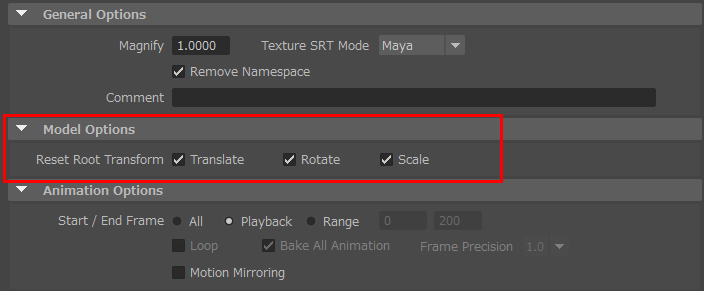 General Options
Magnify 1.0000 Texture SRT Mode Maya
Remove Namespace
Comment
Model Options
Reset Root Transform Translate Rotate Scale
Animation Options
Start / End Frame All Playback Range 0 200
Loop Bake All Animation Frame Precision 1.0
Motion Mirroring